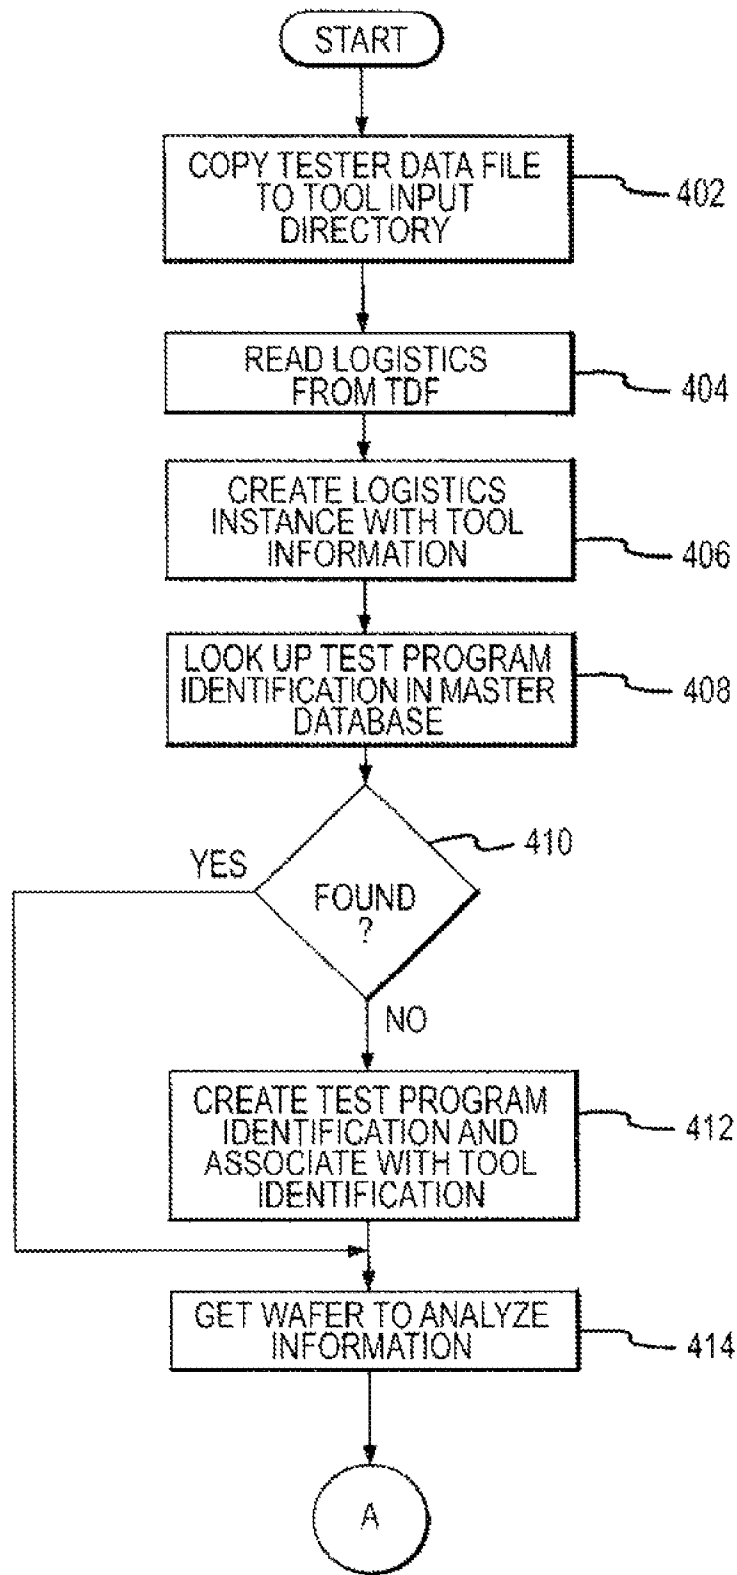 START
COPY TESTER DATA FILE
TO TOOL INPUT
DIRECTORY
402
READ LOGISTICS
FROM TDF
404
CREATE LOGISTICS
INSTANCE WITH TOOL
INFORMATION
406
LOOK UP TEST PROGRAM
IDENTIFICATION IN MASTER
DATABASE
408
410
YES
FOUND
?
NO
CREATE TEST PROGRAM
IDENTIFICATION AND
ASSOCIATE WITH TOOL
IDENTIFICATION
412
GET WAFER TO ANALYZE
INFORMATION
414
A